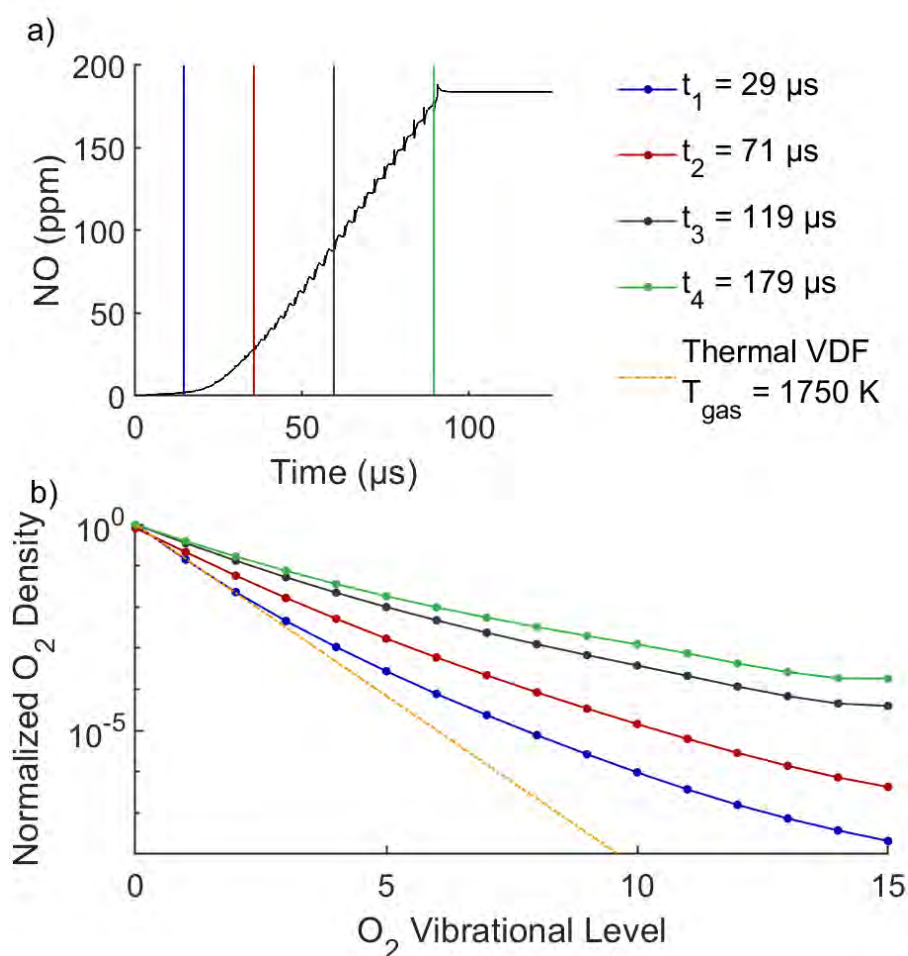 a)
200
150
100
50
0
NO (ppm)
0
50
100
Time (µs)
t1 = 29 µs
t2 = 71 µs
t3 = 119 µs
t4 = 179 µs
Thermal VDF
Tgas = 1750 K
b)
10^0
10^-5
Normalized O2 Density
0
5
10
15
O2 Vibrational Level